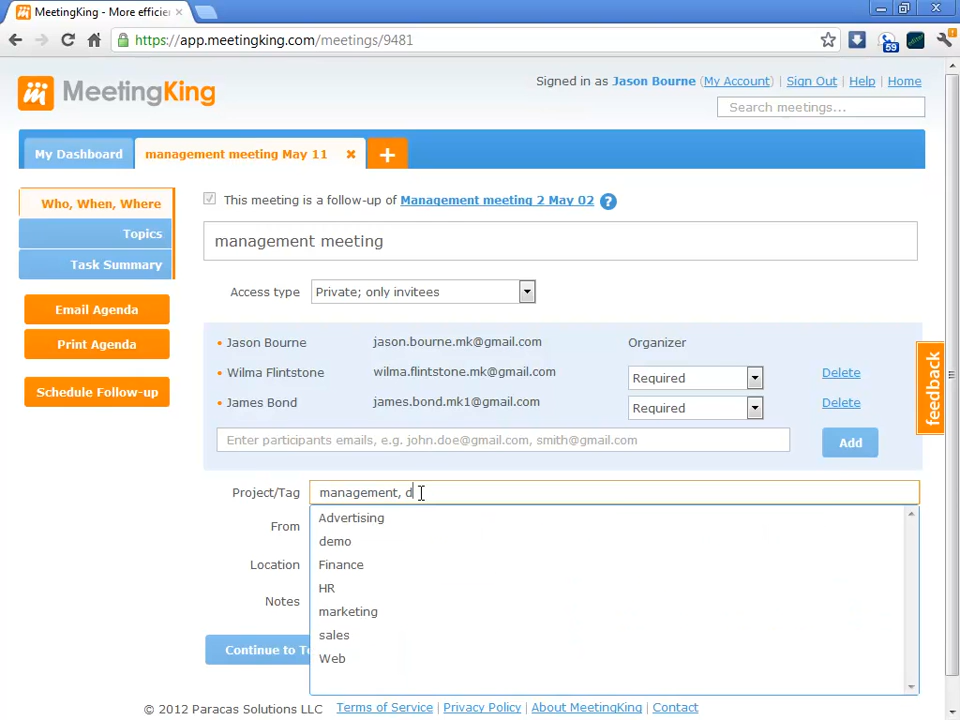 MeetingKing - More efficie
https://app.meetingking.com/meetings/9481
59
Signed in as Jason Bourne (My Account) Sign Out Help Home
MeetingKing
Search meetings...
My Dashboard
management meeting May 11
+
Who, When, Where
Topics
Task Summary
Email Agenda
Print Agenda
Schedule Follow-up
This meeting is a follow-up of Management meeting 2 May 02 ?
management meeting
Access type Private; only invitees
Jason Bourne jason.bourne.mk@gmail.com Organizer
Wilma Flintstone wilma.flintstone.mk@gmail.com Required Delete
James Bond james.bond.mk1@gmail.com Required Delete
Enter participants emails, e.g. john.doe@gmail.com, smith@gmail.com Add
feedback
Project/Tag management, d
From
Location
Notes
Advertising
demo
Finance
HR
marketing
sales
Web
Continue to To
© 2012 Paracas Solutions LLC Terms of Service Privacy Policy About MeetingKing Contact